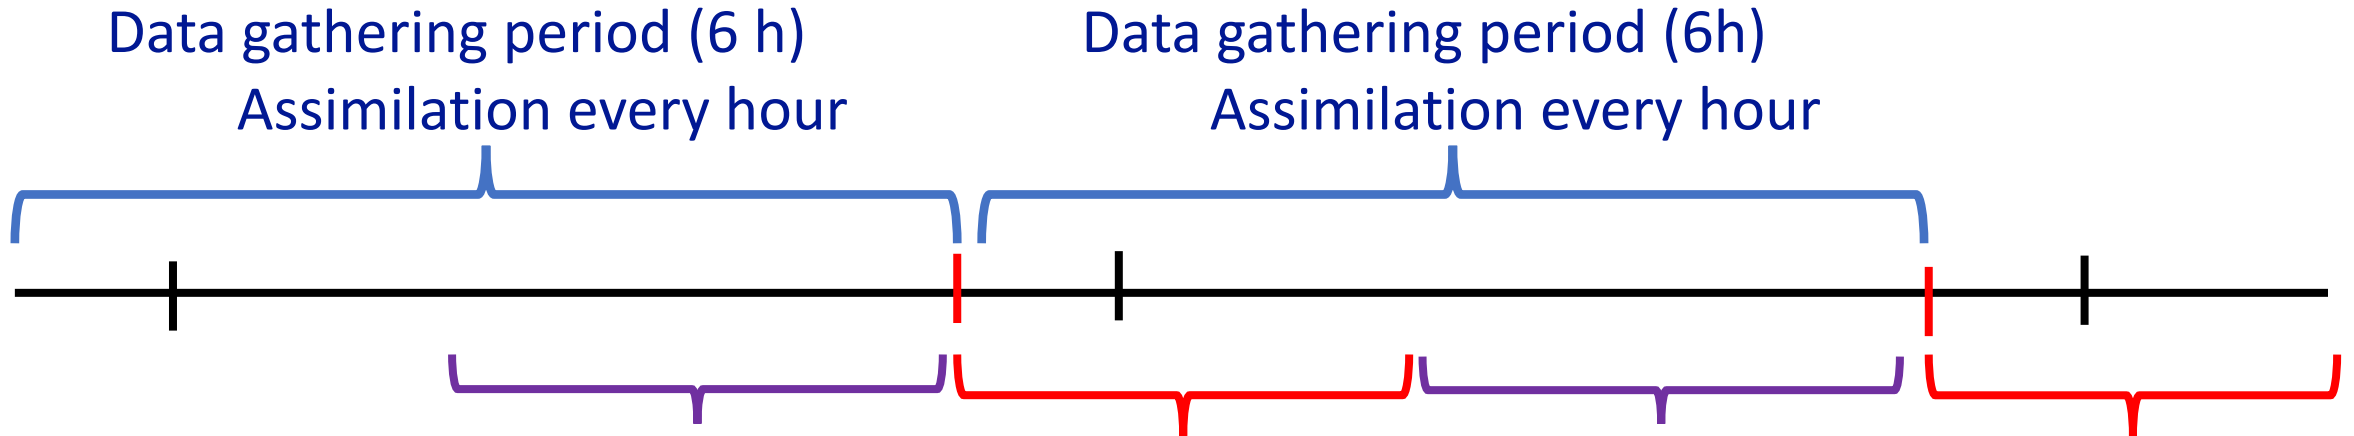 Data gathering period (6 h)
Assimilation every hour
Data gathering period (6h)
Assimilation every hour